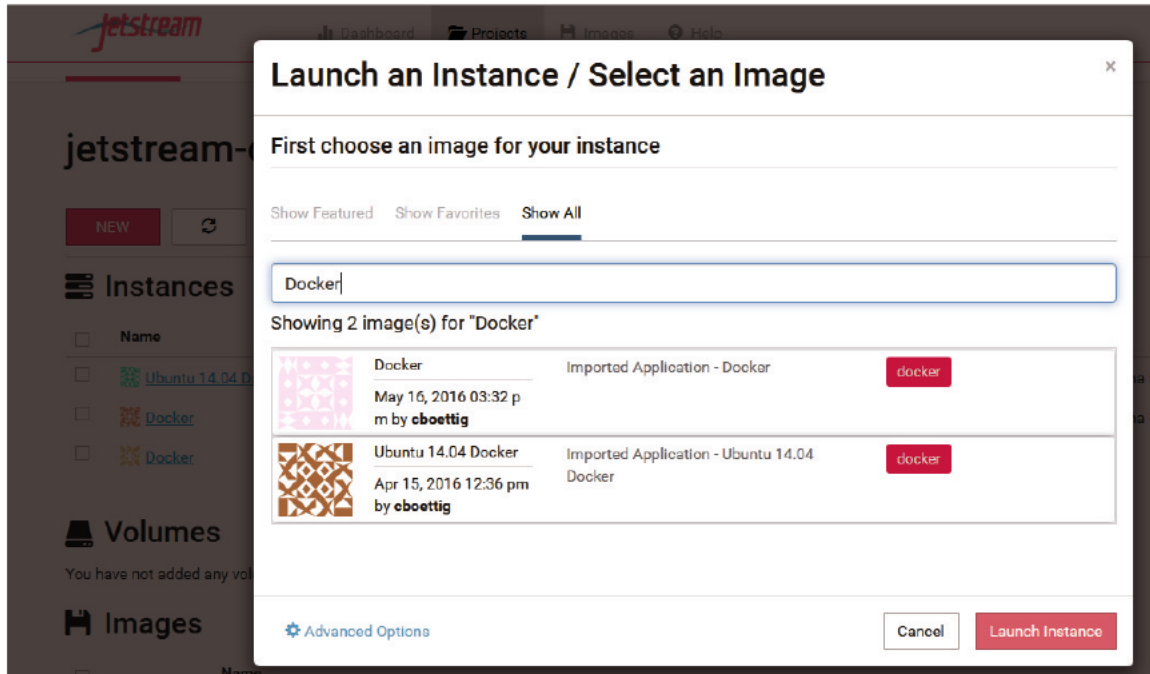 Jetstream
Dashboard Projects Images Help
Launch an Instance / Select an Image ×
First choose an image for your instance
Show Featured Show Favorites Show All
Docker
Showing 2 image(s) for "Docker"
Docker
May 16, 2016 03:32 p
m by cboettig
Imported Application - Docker
docker
Ubuntu 14.04 Docker
Apr 15, 2016 12:36 pm
by cboettig
Imported Application - Ubuntu 14.04
Docker
docker
Advanced Options
Cancel
Launch Instance
jetstream-
NEW
Instances
Name
Ubuntu 14.04 D
Docker
Docker
Volumes
You have not added any vol
Images
Name